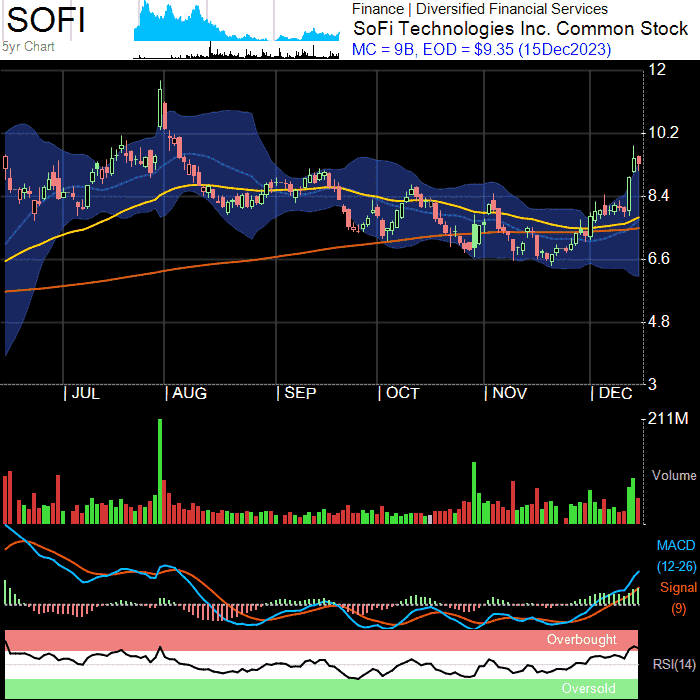 SOFI
5yr Chart
Finance | Diversified Financial Services
SoFi Technologies Inc. Common Stock
MC = 9B, EOD = $9.35 (15Dec2023)
12
10.2
8.4
6.6
4.8
3
| JUL | AUG | SEP | OCT | NOV | DEC
211M
Volume
MACD
(12-26)
Signal
(9)
Overbought
RSI(14)
Oversold